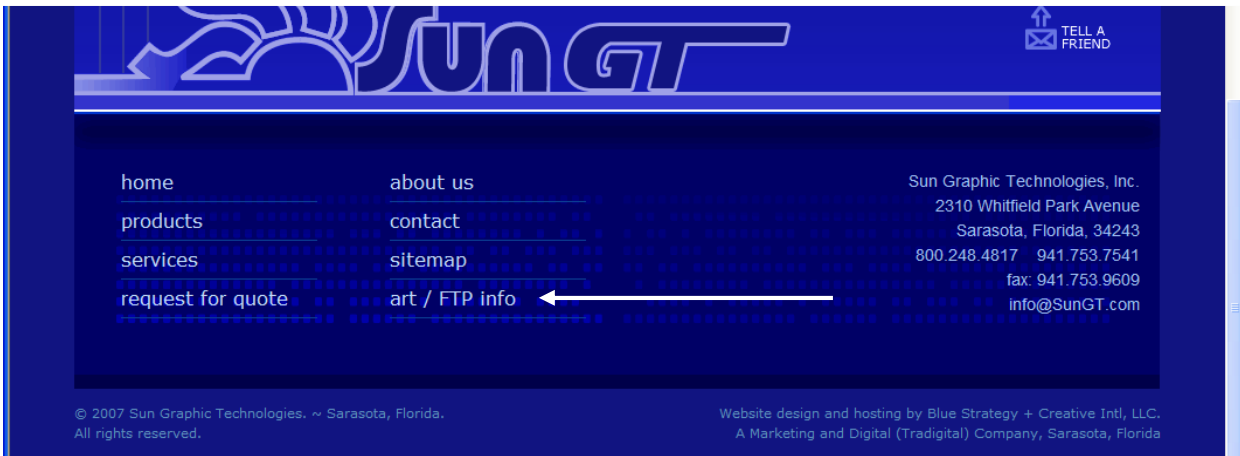 Sun GT
TELL A
FRIEND
home
products
services
request for quote
about us
contact
sitemap
art / FTP info
Sun Graphic Technologies, Inc.
2310 Whitfield Park Avenue
Sarasota, Florida, 34243
800.248.4817 941.753.7541
fax: 941.753.9609
info@SunGT.com
© 2007 Sun Graphic Technologies. ~ Sarasota, Florida.
All rights reserved.
Website design and hosting by Blue Strategy + Creative Intl, LLC.
A Marketing and Digital (Tradigital) Company, Sarasota, Florida